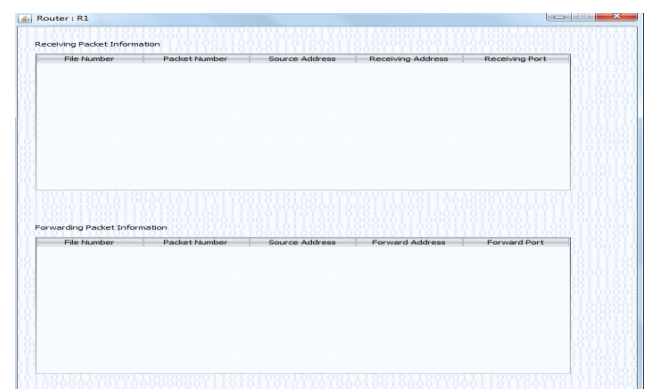 Router : R1
Receiving Packet Information
File Number Packet Number Source Address Receiving Address Receiving Port
Forwarding Packet Information
File Number Packet Number Source Address Forward Address Forward Port